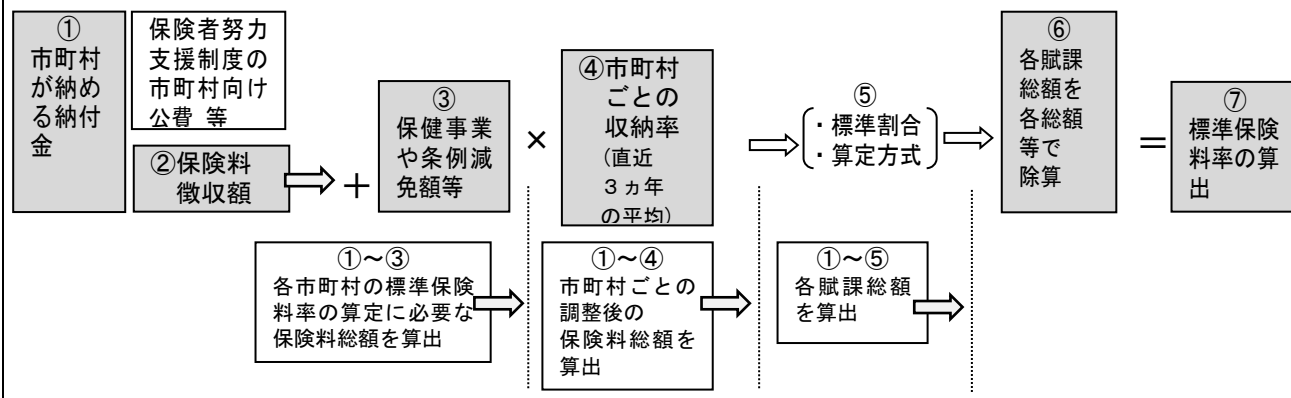 ①
市町村
が納め
る納付
金
保険者努力
支援制度の
市町村向け
公費 等
②保険料
徴収額
＋
③
保健事業
や条例減
免額等
×
④市町村
ごとの
収納率
(直近
３ヵ年
の平均)
⑤
・標準割合
・算定方式
⑥
各賦課
総額を
各総額
等で
除算
＝
⑦
標準保険
料率の算
出
①～③
各市町村の標準保険
料率の算定に必要な
保険料総額を算出
①～④
市町村ごとの
調整後の
保険料総額を
算出
①～⑤
各賦課総額
を算出